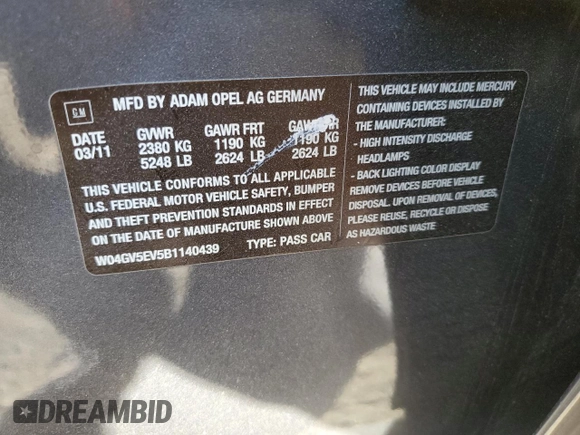 GM
MFD BY ADAM OPEL AG GERMANY
DATE GVWR GAWR FRT GAWR RR
03/11 2380 KG 1190 KG 1190 KG
5248 LB 2624 LB 2624 LB
THIS VEHICLE CONFORMS TO ALL APPLICABLE
U.S. FEDERAL MOTOR VEHICLE SAFETY, BUMPER
AND THEFT PREVENTION STANDARDS IN EFFECT
ON THE DATE OF MANUFACTURE SHOWN ABOVE
W04GV5EV5B1140439 TYPE: PASS CAR
THIS VEHICLE MAY INCLUDE MERCURY
CONTAINING DEVICES INSTALLED BY
THE MANUFACTURER:
- HIGH INTENSITY DISCHARGE
HEADLAMPS
- BACK LIGHTING COLOR DISPLAY
REMOVE DEVICES BEFORE VEHICLE
DISPOSAL. UPON REMOVAL OF DEVICES,
PLEASE REUSE, RECYCLE OR DISPOSE
AS HAZARDOUS WASTE
DREAMBID